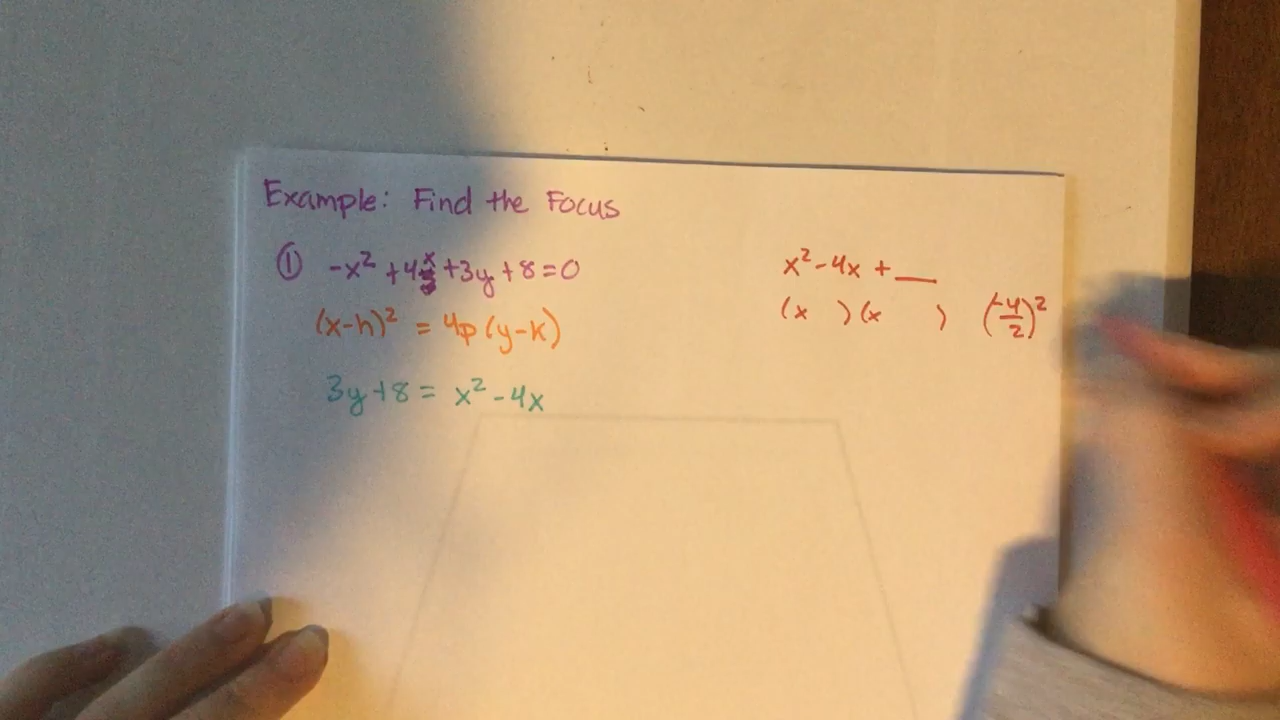 Example: Find the Focus
① -x² + 4x + 3y + 8 = 0
(x-h)² = 4p(y-k)
3y + 8 = x² - 4x
x² - 4x + __
(x  )(x  ) (-4/2)²